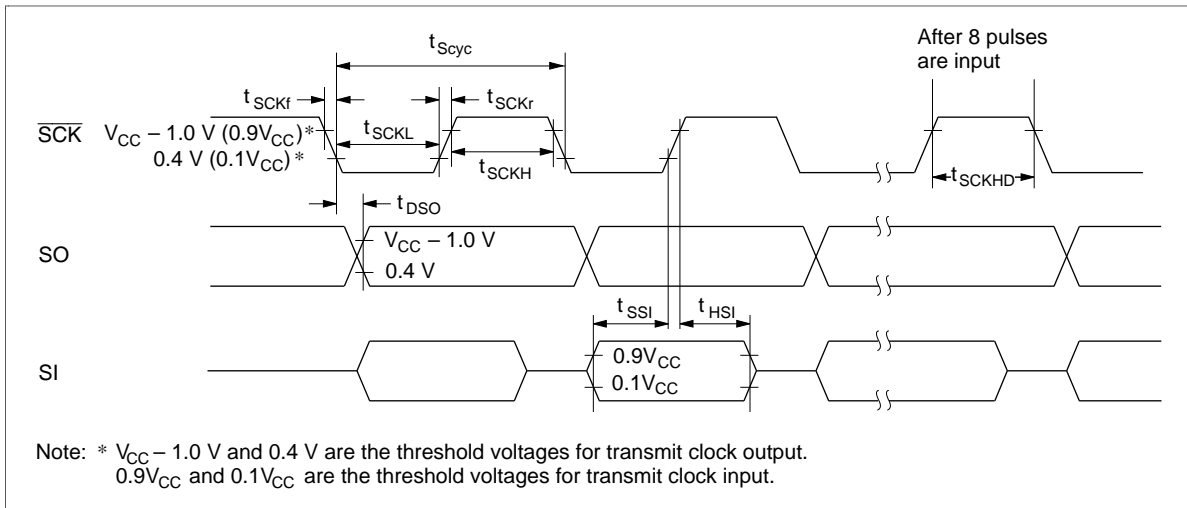 After 8 pulses
are input
tScyc
tSCKf
tSCKr
SCK
VCC – 1.0 V (0.9VCC)*
0.4 V (0.1VCC)*
tSCKL
tSCKH
tSCKHD
tDSO
SO
VCC – 1.0 V
0.4 V
tSSI
tHSI
SI
0.9VCC
0.1VCC
Note: * VCC – 1.0 V and 0.4 V are the threshold voltages for transmit clock output.
0.9VCC and 0.1VCC are the threshold voltages for transmit clock input.